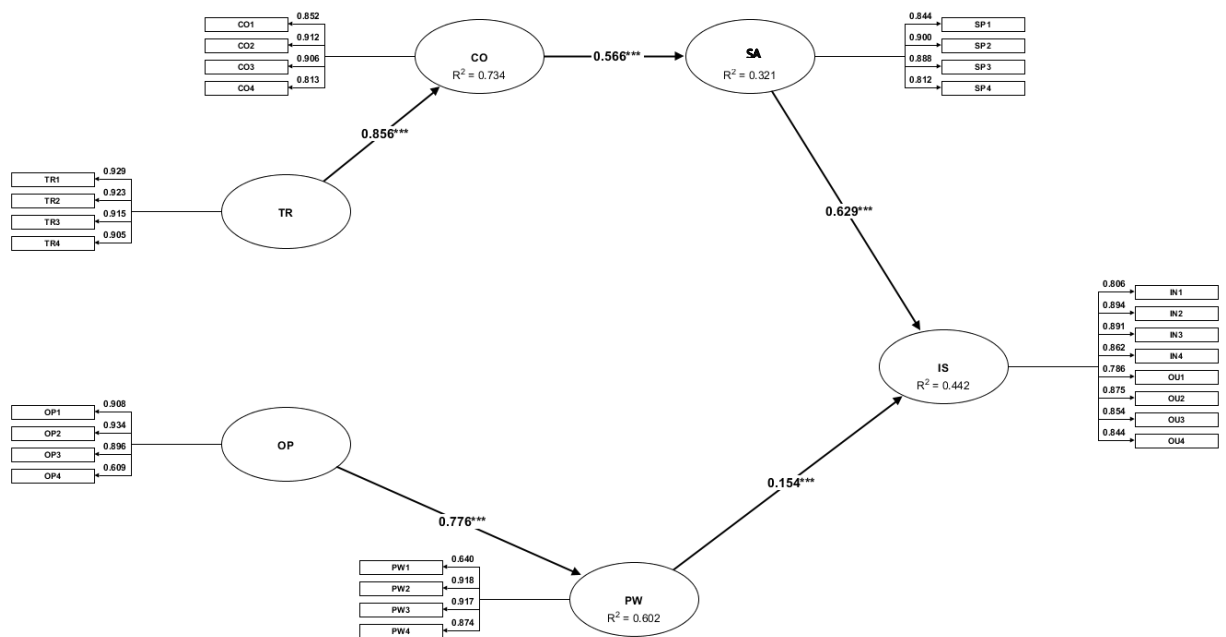 CO1
0.852
CO2
0.912
CO3
0.906
CO4
0.813
CO
R² = 0.734
0.566***
SA
R² = 0.321
0.844
SP1
0.900
SP2
0.888
SP3
0.812
SP4
0.856***
TR1
0.929
TR2
0.923
TR3
0.915
TR4
0.905
TR
0.629***
IS
R² = 0.442
0.806
IN1
0.894
IN2
0.891
IN3
0.862
IN4
0.786
OU1
0.875
OU2
0.854
OU3
0.844
OU4
OP1
0.908
OP2
0.934
OP3
0.896
OP4
0.609
OP
0.776***
0.154***
PW1
0.640
PW2
0.918
PW3
0.917
PW4
0.874
PW
R² = 0.602